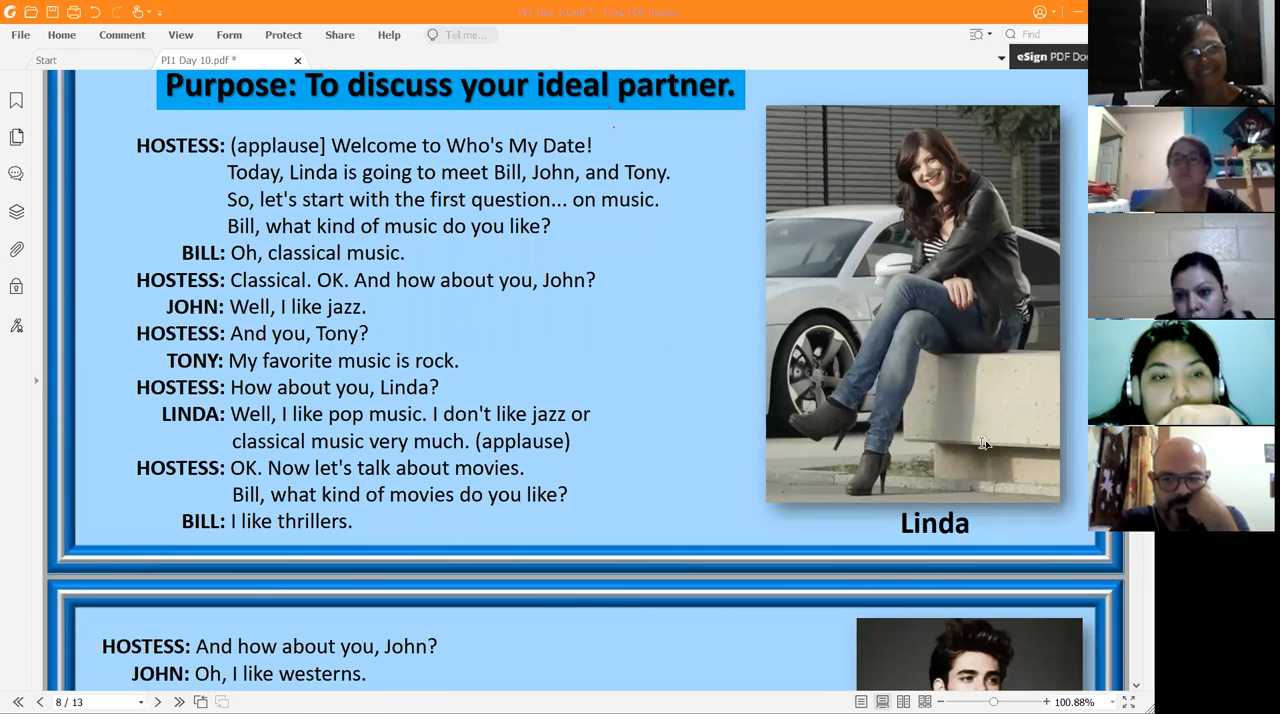 File Home Comment View Form Protect Share Help Tell me... Find
Start PI1 Day 10.pdf * eSign PDF Do
Purpose: To discuss your ideal partner.
HOSTESS: (applause] Welcome to Who's My Date!
Today, Linda is going to meet Bill, John, and Tony.
So, let's start with the first question... on music.
Bill, what kind of music do you like?
BILL: Oh, classical music.
HOSTESS: Classical. OK. And how about you, John?
JOHN: Well, I like jazz.
HOSTESS: And you, Tony?
TONY: My favorite music is rock.
HOSTESS: How about you, Linda?
LINDA: Well, I like pop music. I don't like jazz or
classical music very much. (applause)
HOSTESS: OK. Now let's talk about movies.
Bill, what kind of movies do you like?
BILL: I like thrillers.
Linda
HOSTESS: And how about you, John?
JOHN: Oh, I like westerns.
8 / 13 100.88%